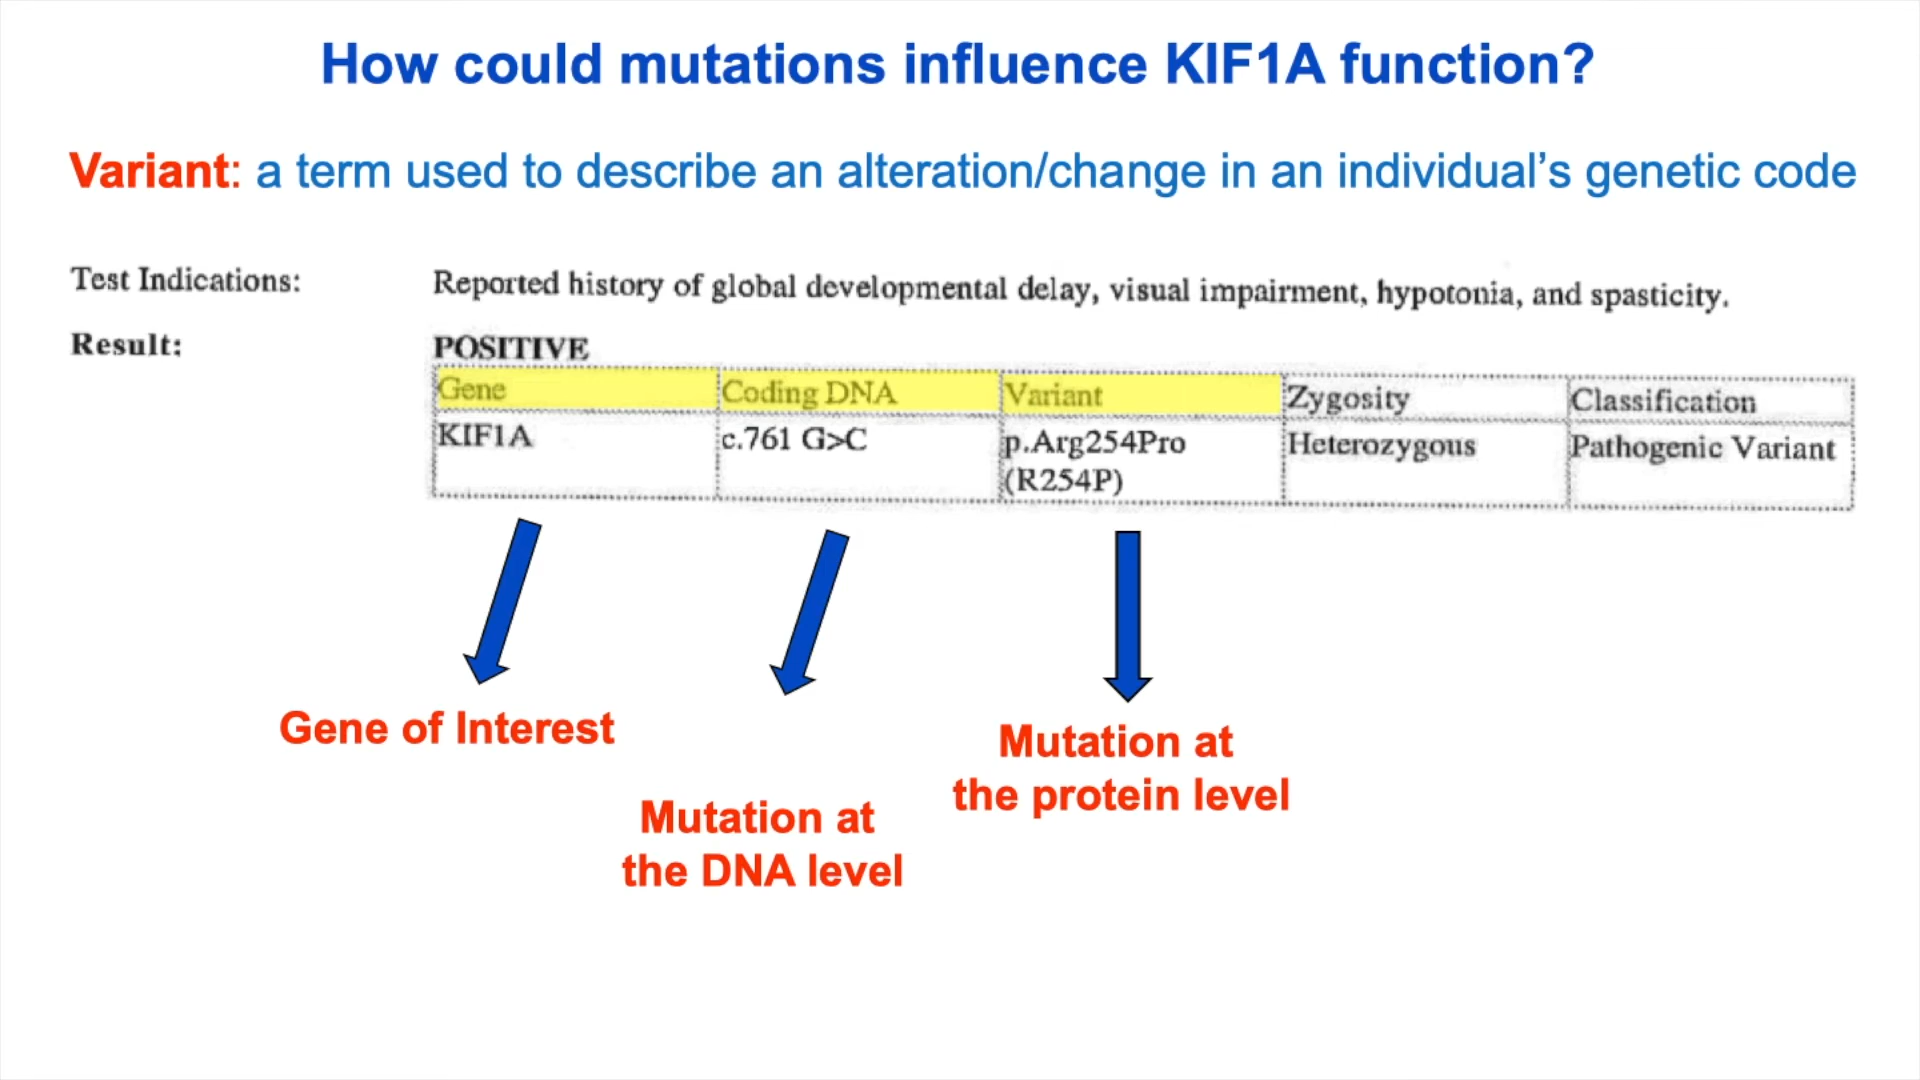 How could mutations influence KIF1A function?
Variant: a term used to describe an alteration/change in an individual’s genetic code
Test Indications: Reported history of global developmental delay, visual impairment, hypotonia, and spasticity.
Result: POSITIVE
Gene Coding DNA Variant Zygosity Classification
KIF1A c.761 G>C p.Arg254Pro Heterozygous Pathogenic Variant
(R254P)
Gene of Interest
Mutation at
the DNA level
Mutation at
the protein level